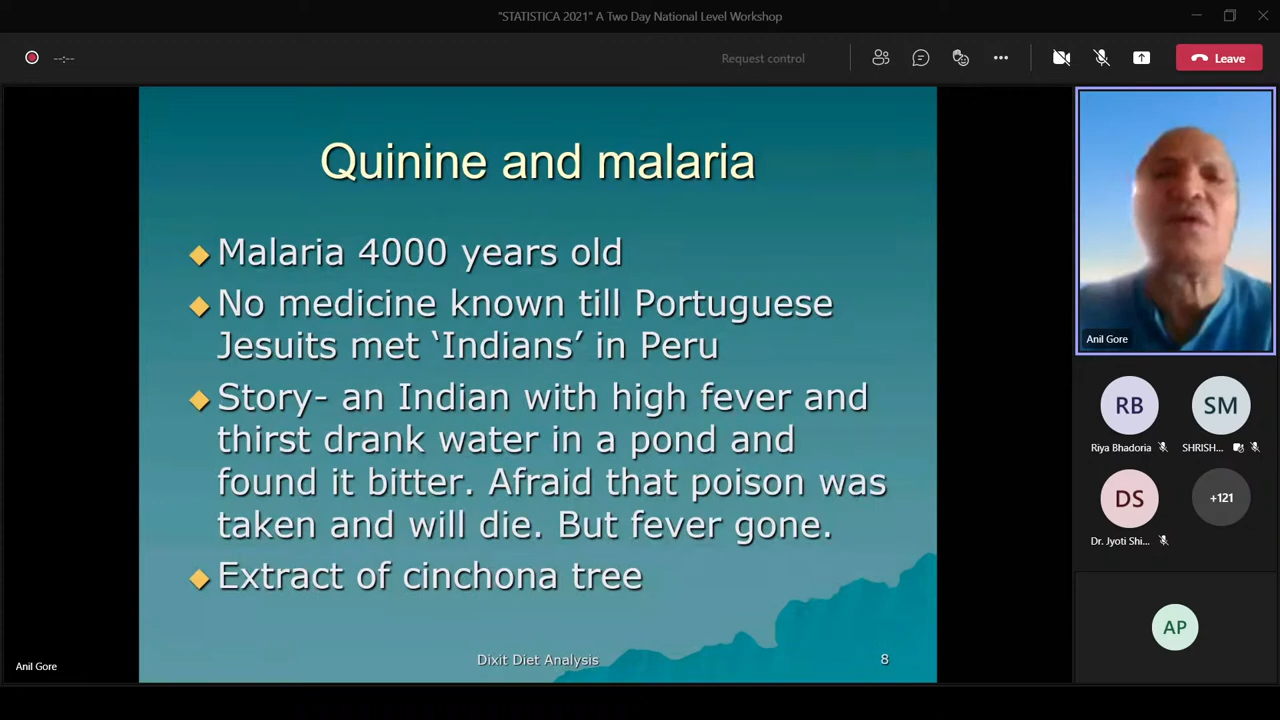 "STATISTICA 2021" A Two Day National Level Workshop
--:--
Request control
Leave
Quinine and malaria
Malaria 4000 years old
No medicine known till Portuguese
Jesuits met ‘Indians’ in Peru
Story- an Indian with high fever and
thirst drank water in a pond and
found it bitter. Afraid that poison was
taken and will die. But fever gone.
Extract of cinchona tree
Dixit Diet Analysis
8
Anil Gore
Anil Gore
RB
SM
Riya Bhadoria
SHRISH...
DS
+121
Dr. Jyoti Shi...
AP